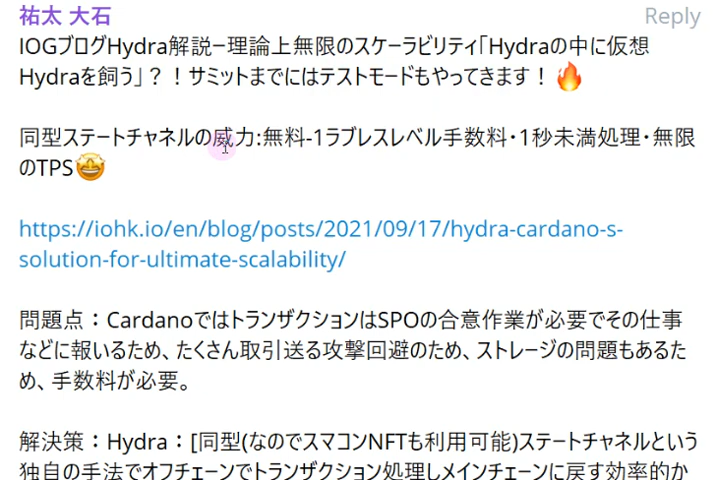 祐太 大石 Reply
IOGブログHydra解説−理論上無限のスケーラビリティ「Hydraの中に仮想
Hydraを飼う」？！サミットまでにはテストモードもやってきます！🔥
同型ステートチャネルの威力:無料-1ラブレスレベル手数料・1秒未満処理・無限
のTPS🤩
https://iohk.io/en/blog/posts/2021/09/17/hydra-cardano-s-
solution-for-ultimate-scalability/
問題点：CardanoではトランザクションはSPOの合意作業が必要でその仕事
などに報いるため、たくさん取引送る攻撃回避のため、ストレージの問題もあるた
め、手数料が必要。
解決策：Hydra：[同型(なのでスマコンNFTも利用可能)ステートチャネルという
独自の手法でオフチェーンでトランザクション処理しメインチェーンに戻す効率的か